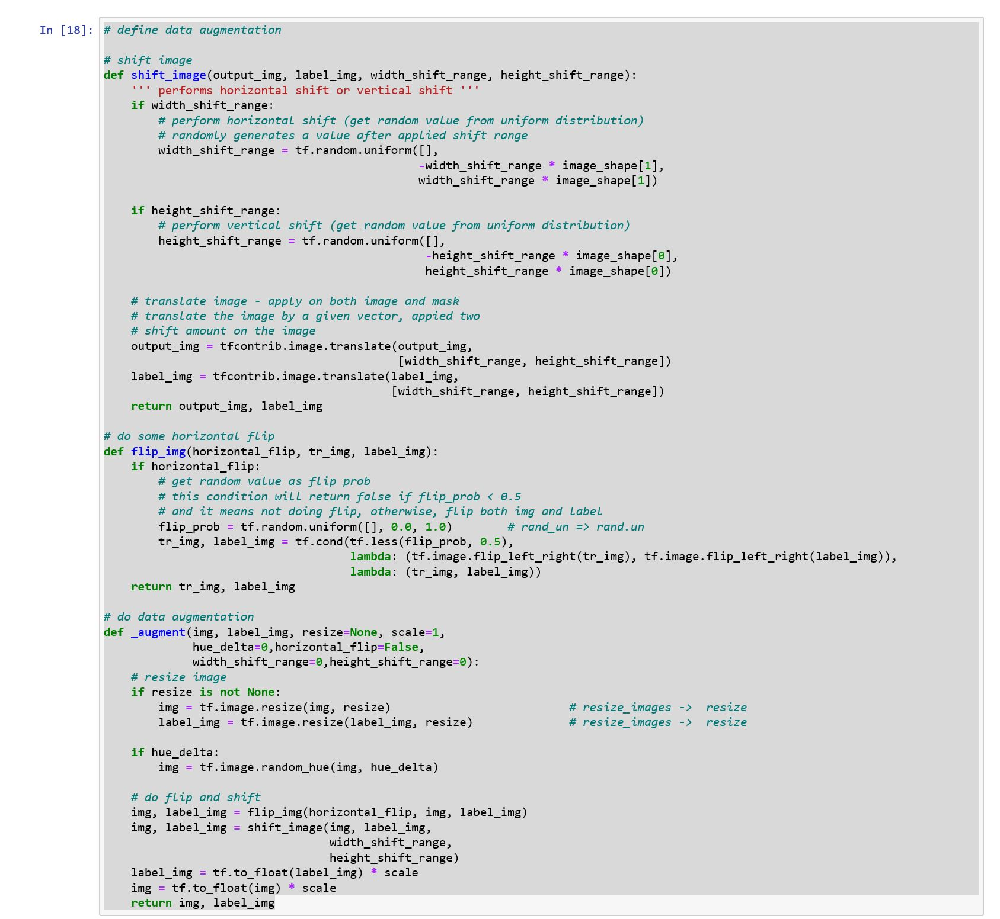 In [18]: # define data augmentation
# shift image
def shift_image(output_img, label_img, width_shift_range, height_shift_range):
    ''' performs horizontal shift or vertical shift '''
    if width_shift_range:
        # perform horizontal shift (get random value from uniform distribution)
        # randomly generates a value after applied shift range
        width_shift_range = tf.random.uniform([],
                                              -width_shift_range * image_shape[1],
                                              width_shift_range * image_shape[1])
    if height_shift_range:
        # perform vertical shift (get random value from uniform distribution)
        height_shift_range = tf.random.uniform([],
                                               -height_shift_range * image_shape[0],
                                               height_shift_range * image_shape[0])
    # translate image - apply on both image and mask
    # translate the image by a given vector, appied two
    # shift amount on the image
    output_img = tfcontrib.image.translate(output_img,
                                           [width_shift_range, height_shift_range])
    label_img = tfcontrib.image.translate(label_img,
                                          [width_shift_range, height_shift_range])
    return output_img, label_img
# do some horizontal flip
def flip_img(horizontal_flip, tr_img, label_img):
    if horizontal_flip:
        # get random value as flip prob
        # this condition will return false if flip_prob < 0.5
        # and it means not doing flip, otherwise, flip both img and label
        flip_prob = tf.random.uniform([], 0.0, 1.0)        # rand_un => rand.un
        tr_img, label_img = tf.cond(tf.less(flip_prob, 0.5),
                                    lambda: (tf.image.flip_left_right(tr_img), tf.image.flip_left_right(label_img)),
                                    lambda: (tr_img, label_img))
    return tr_img, label_img
# do data augmentation
def _augment(img, label_img, resize=None, scale=1,
             hue_delta=0,horizontal_flip=False,
             width_shift_range=0,height_shift_range=0):
    # resize image
    if resize is not None:
        img = tf.image.resize(img, resize)                          # resize_images ->  resize
        label_img = tf.image.resize(label_img, resize)              # resize_images ->  resize
    if hue_delta:
        img = tf.image.random_hue(img, hue_delta)
    # do flip and shift
    img, label_img = flip_img(horizontal_flip, img, label_img)
    img, label_img = shift_image(img, label_img,
                                 width_shift_range,
                                 height_shift_range)
    label_img = tf.to_float(label_img) * scale
    img = tf.to_float(img) * scale
    return img, label_img